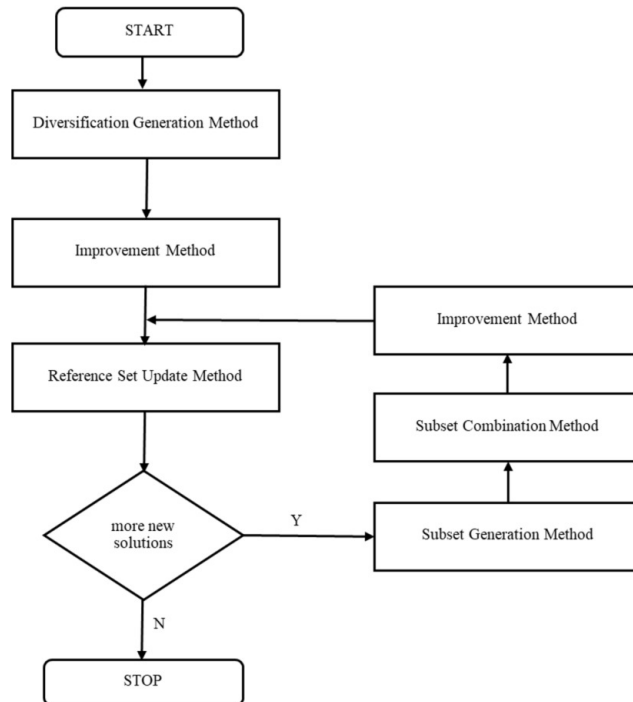 START
Diversification Generation Method
Improvement Method
Improvement Method
Reference Set Update Method
Subset Combination Method
more new
solutions
Y
Subset Generation Method
N
STOP